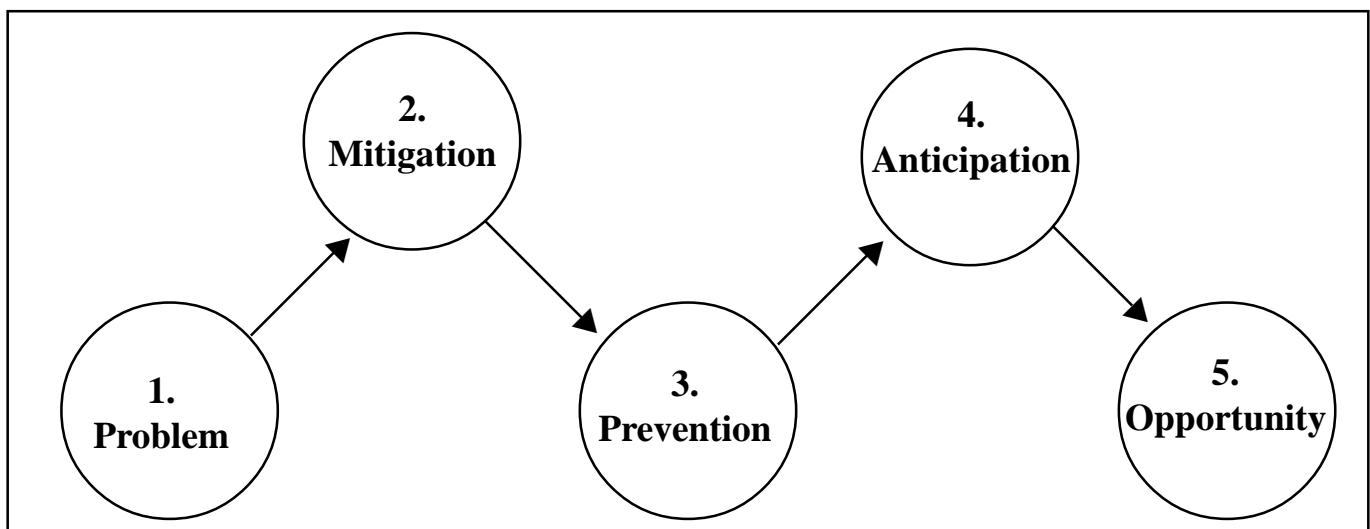 1.
Problem
2.
Mitigation
3.
Prevention
4.
Anticipation
5.
Opportunity